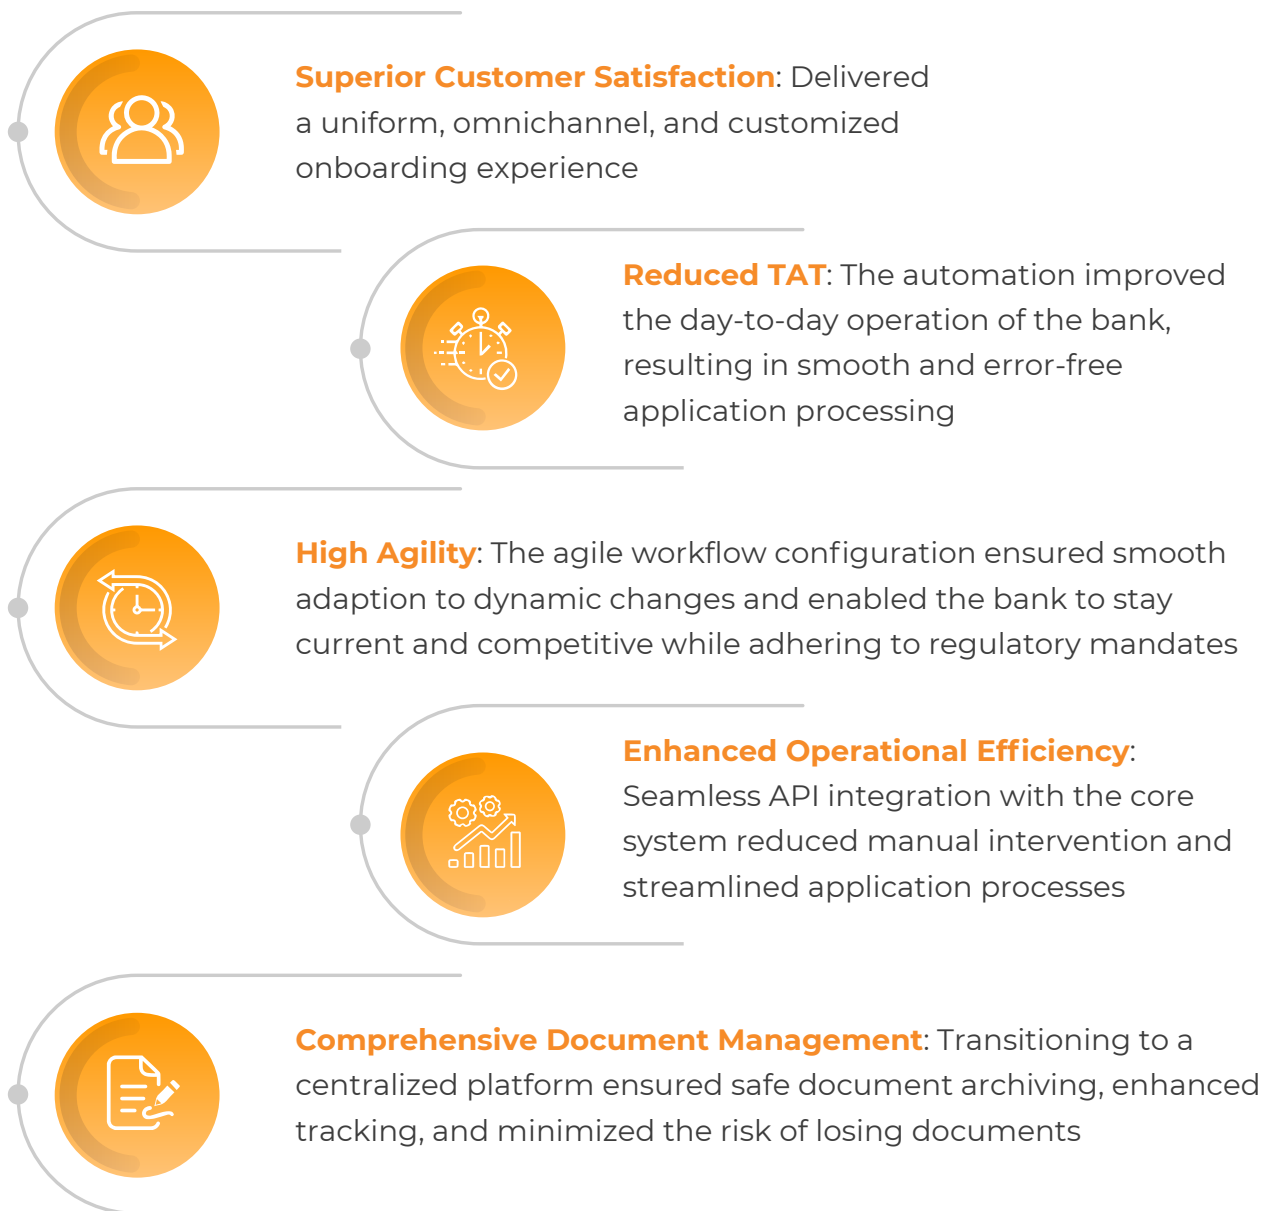 Superior Customer Satisfaction: Delivered
a uniform, omnichannel, and customized
onboarding experience
Reduced TAT: The automation improved
the day-to-day operation of the bank,
resulting in smooth and error-free
application processing
High Agility: The agile workflow configuration ensured smooth
adaption to dynamic changes and enabled the bank to stay
current and competitive while adhering to regulatory mandates
Enhanced Operational Efficiency:
Seamless API integration with the core
system reduced manual intervention and
streamlined application processes
Comprehensive Document Management: Transitioning to a
centralized platform ensured safe document archiving, enhanced
tracking, and minimized the risk of losing documents